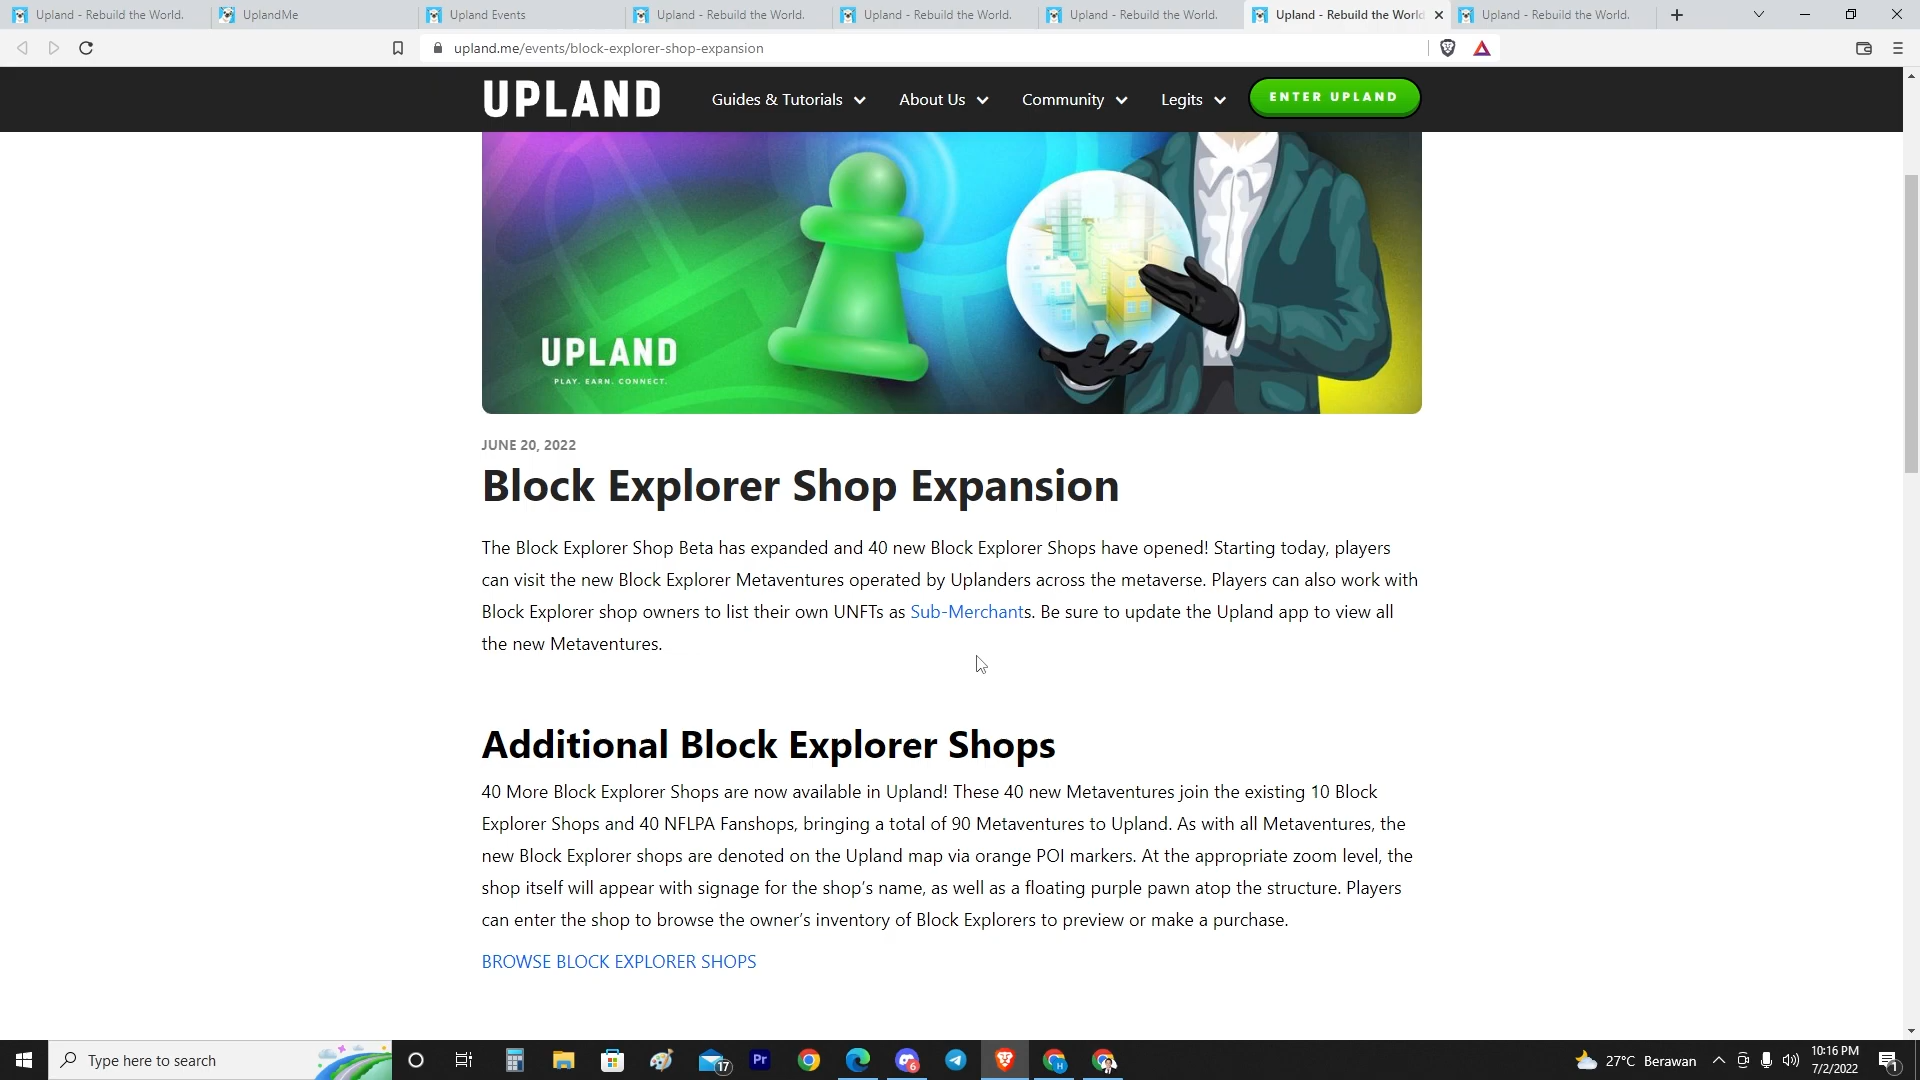 Upland - Rebuild the World.
UplandMe
Upland Events
Upland - Rebuild the World.
Upland - Rebuild the World.
Upland - Rebuild the World.
Upland - Rebuild the World
Upland - Rebuild the World.
upland.me/events/block-explorer-shop-expansion
UPLAND
Guides & Tutorials
About Us
Community
Legits
ENTER UPLAND
UPLAND
PLAY. EARN. CONNECT.
JUNE 20, 2022
Block Explorer Shop Expansion
The Block Explorer Shop Beta has expanded and 40 new Block Explorer Shops have opened! Starting today, players
can visit the new Block Explorer Metaventures operated by Uplanders across the metaverse. Players can also work with
Block Explorer shop owners to list their own UNFTs as Sub-Merchants. Be sure to update the Upland app to view all
the new Metaventures.
Additional Block Explorer Shops
40 More Block Explorer Shops are now available in Upland! These 40 new Metaventures join the existing 10 Block
Explorer Shops and 40 NFLPA Fanshops, bringing a total of 90 Metaventures to Upland. As with all Metaventures, the
new Block Explorer shops are denoted on the Upland map via orange POI markers. At the appropriate zoom level, the
shop itself will appear with signage for the shop's name, as well as a floating purple pawn atop the structure. Players
can enter the shop to browse the owner's inventory of Block Explorers to preview or make a purchase.
BROWSE BLOCK EXPLORER SHOPS
Type here to search
17
Pr
6
H
27°C Berawan
10:16 PM
7/2/2022
1